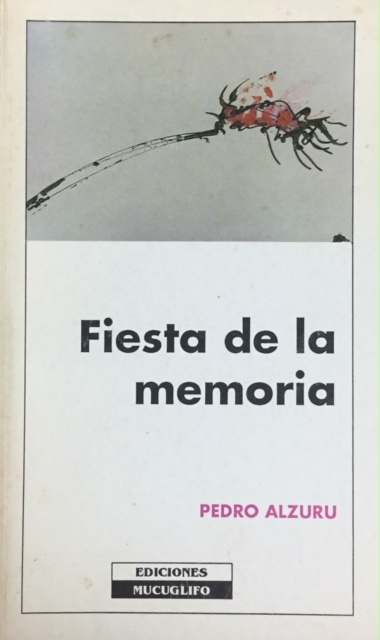 Fiesta de la
memoria
PEDRO ALZURU
EDICIONES
MUCUGLIFO